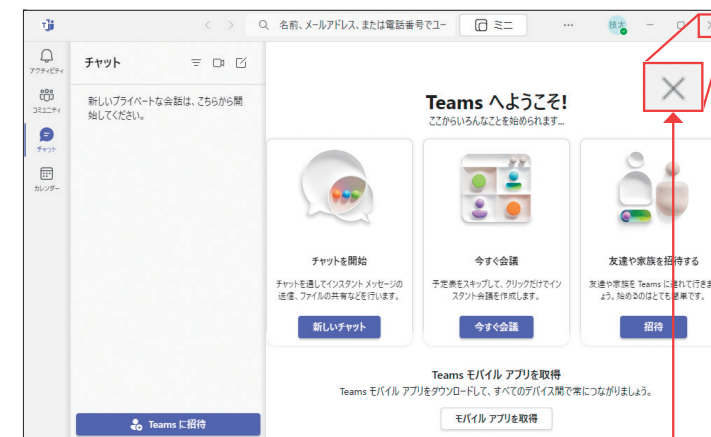 名前、メールアドレス、または電話番号でユー
ミニ
技太
アクティビティ
コミュニティ
チャット
カレンダー
チャット
新しいプライベートな会話は、こちらから開
始してください。
Teams に招待
Teams へようこそ!
ここからいろんなことを始められます...
チャットを開始
チャットを通してインスタント メッセージの
送信、ファイルの共有などを行います。
新しいチャット
今すぐ会議
予定表をスキップして、クリックだけでイン
スタント会議を作成します。
今すぐ会議
友達や家族を招待する
友達や家族を Teams に連れて行きま
しょう。始めるのはとても簡単です。
招待
Teams モバイル アプリを取得
Teams モバイル アプリをダウンロードして、すべてのデバイス間で常につながりましょう。
モバイル アプリを取得